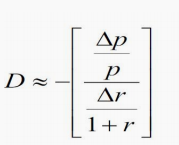 D ≈ −[ (Δp / p) / (Δr / (1 + r)) ]